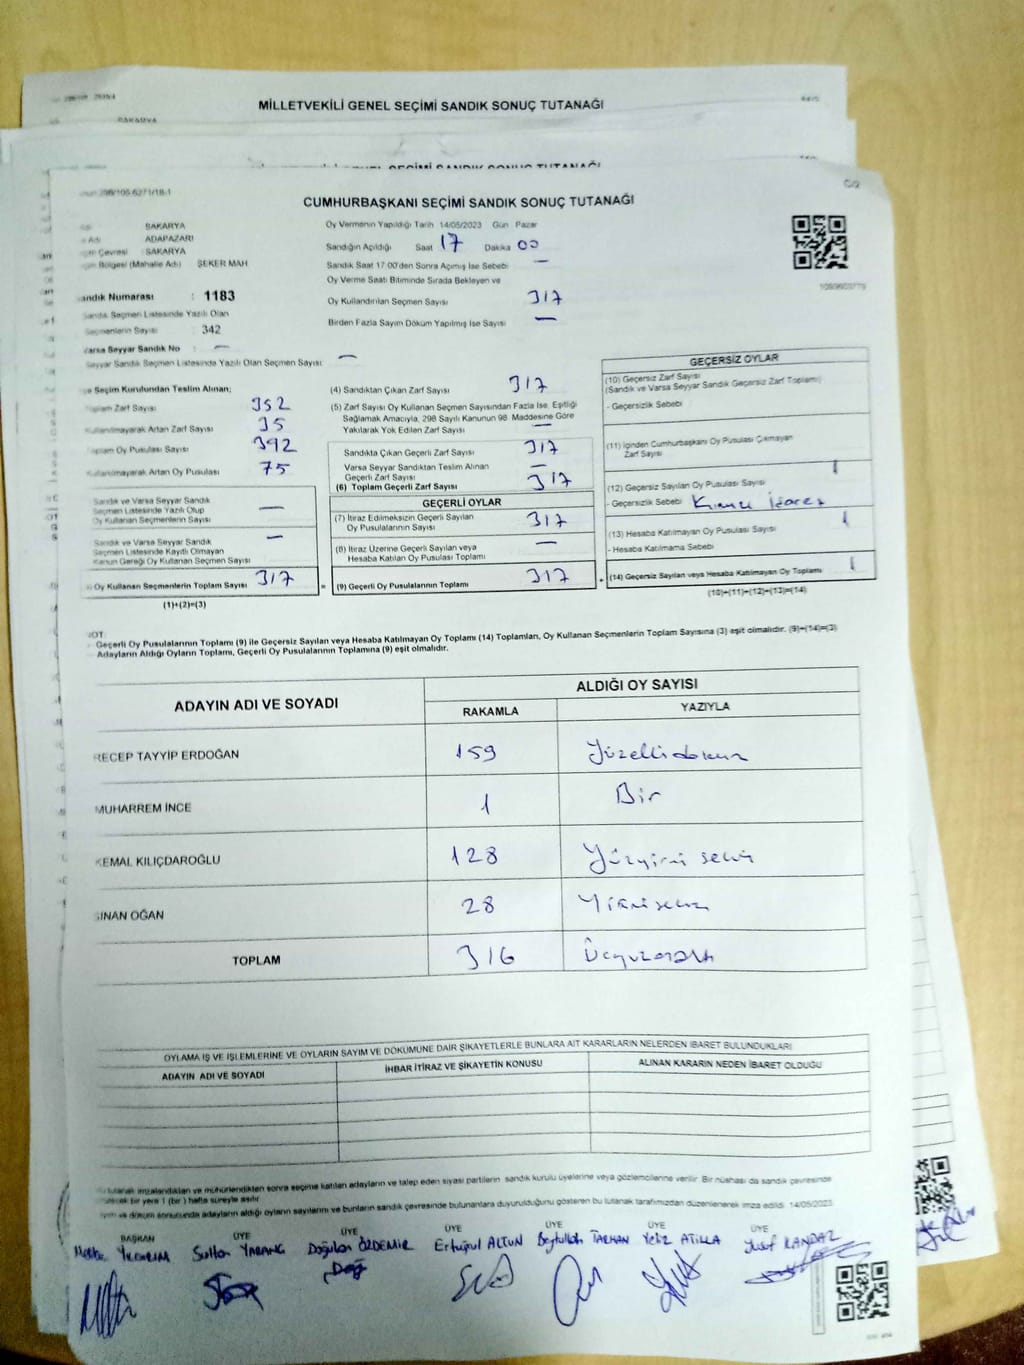 MİLLETVEKİLİ GENEL SEÇİMİ SANDIK SONUÇ TUTANAĞI
SAKARYA
CUMHURBAŞKANI SEÇİMİ SANDIK SONUÇ TUTANAĞI
SAKARYA
Adı ADAPAZARI
Çevresi SAKARYA
Bölgesi (Mahalle Adı) ŞEKER MAH
Sandık Numarası : 1183
Sandık Seçmen Listesinde Yazılı Olan
Seçmenlerin Sayısı 342
Varsa Seyyar Sandık No : —
Seyyar Sandık Seçmen Listesinde Yazılı Olan Seçmen Sayısı —
Oy Vermenin Yapıldığı Tarih 14/05/2023 Gün Pazar
Sandığın Açıldığı Saat 17 Dakika 00
Sandık Saat 17:00'den Sonra Açımış İse Sebebi —
Oy Verme Saati Bitiminde Sırada Bekleyen ve
Oy Kullandırılan Seçmen Sayısı 317
Birden Fazla Sayım Döküm Yapılmış İse Sayısı —
Seçim Kurulundan Teslim Alınan;
Toplam Zarf Sayısı 352
Kullanılmayarak Artan Zarf Sayısı 35
Toplam Oy Pusulası Sayısı 392
Kullanılmayarak Artan Oy Pusulası 75
Sandık ve Varsa Seyyar Sandık
Seçmen Listesinde Yazılı Olup
Oy Kullanan Seçmenlerin Sayısı —
Sandık ve Varsa Seyyar Sandık
Seçmen Listesinde Kayıtlı Olmayan
Kanun Gereği Oy Kullanan Seçmen Sayısı —
Oy Kullanan Seçmenlerin Toplam Sayısı 317
(1)+(2)=(3)
(4) Sandıktan Çıkan Zarf Sayısı 317
(5) Zarf Sayısı Oy Kullanan Seçmen Sayısından Fazla İse, Eşitliği
Sağlamak Amacıyla, 298 Sayılı Kanunun 98. Maddesine Göre
Yakılarak Yok Edilen Zarf Sayısı —
Sandıkta Çıkan Geçerli Zarf Sayısı 317
Varsa Seyyar Sandıktan Teslim Alınan
Geçerli Zarf Sayısı —
(6) Toplam Geçerli Zarf Sayısı 317
GEÇERLİ OYLAR
(7) İtiraz Edilmeksizin Geçerli Sayılan
Oy Pusulalarının Sayısı 317
(8) İtiraz Üzerine Geçerli Sayılan veya
Hesaba Katılan Oy Pusulası Toplamı —
(9) Geçerli Oy Pusulalarının Toplamı 317
GEÇERSİZ OYLAR
(10) Geçersiz Zarf Sayısı
(Sandık ve Varsa Seyyar Sandık Geçersiz Zarf Toplamı)
- Geçersizlik Sebebi
(11) İçinden Cumhurbaşkanı Oy Pusulası Çıkmayan
Zarf Sayısı
(12) Geçersiz Sayılan Oy Pusulası Sayısı 1
- Geçersizlik Sebebi
(13) Hesaba Katılmayan Oy Pusulası Sayısı 1
- Hesaba Katılmama Sebebi
(14) Geçersiz Sayılan veya Hesaba Katılmayan Oy Toplamı 1
(10)+(11)+(12)+(13)=(14)
NOT:
Geçerli Oy Pusulalarının Toplamı (9) ile Geçersiz Sayılan veya Hesaba Katılmayan Oy Toplamı (14) Toplamları, Oy Kullanan Seçmenlerin Toplam Sayısına (3) eşit olmalıdır. (9)+(14)=(3)
Adayların Aldığı Oyların Toplamı, Geçerli Oy Pusulalarının Toplamına (9) eşit olmalıdır.
ADAYIN ADI VE SOYADI ALDIĞI OY SAYISI
RAKAMLA YAZIYLA
RECEP TAYYİP ERDOĞAN 159 Yüzellidokuz
MUHARREM İNCE 1 Bir
KEMAL KILIÇDAROĞLU 128 Yüzyirmi sekiz
SİNAN OĞAN 28 Yirmisekiz
TOPLAM 316 Üçyüzonaltı
OYLAMA İŞ VE İŞLEMLERİNE VE OYLARIN SAYIM VE DÖKÜMÜNE DAİR ŞİKAYETLERLE BUNLARA AİT KARARLARIN NELERDEN İBARET BULUNDUKLARI
ADAYIN ADI VE SOYADI İHBAR İTİRAZ VE ŞİKAYETİN KONUSU ALINAN KARARIN NEDEN İBARET OLDUĞU
tutanak imzalandıktan ve mühürlendikten sonra seçime katılan adayların ve talep eden siyasi partilerin sandık kurulu üyelerine veya gözlemcilerine verilir. Bir nüshası da sandık çevresinde
bir yere 1 (bir) hafta süreyle asılır.
döküm sonucunda adayların aldığı oyların sayılarını ve bunların sandık çevresinde bulunanlara duyurulduğunu gösteren bu tutanak tarafımızdan düzenlenerek imza edildi. 14/05/2023
BAŞKAN ÜYE ÜYE ÜYE ÜYE ÜYE ÜYE
YILDIRIM Sultan YABANG Doğukan ÖZDEMİR Ertuğrul ALTUN Beytullah TARHAN Yeliz ATİLLA Yusuf KANDAZ